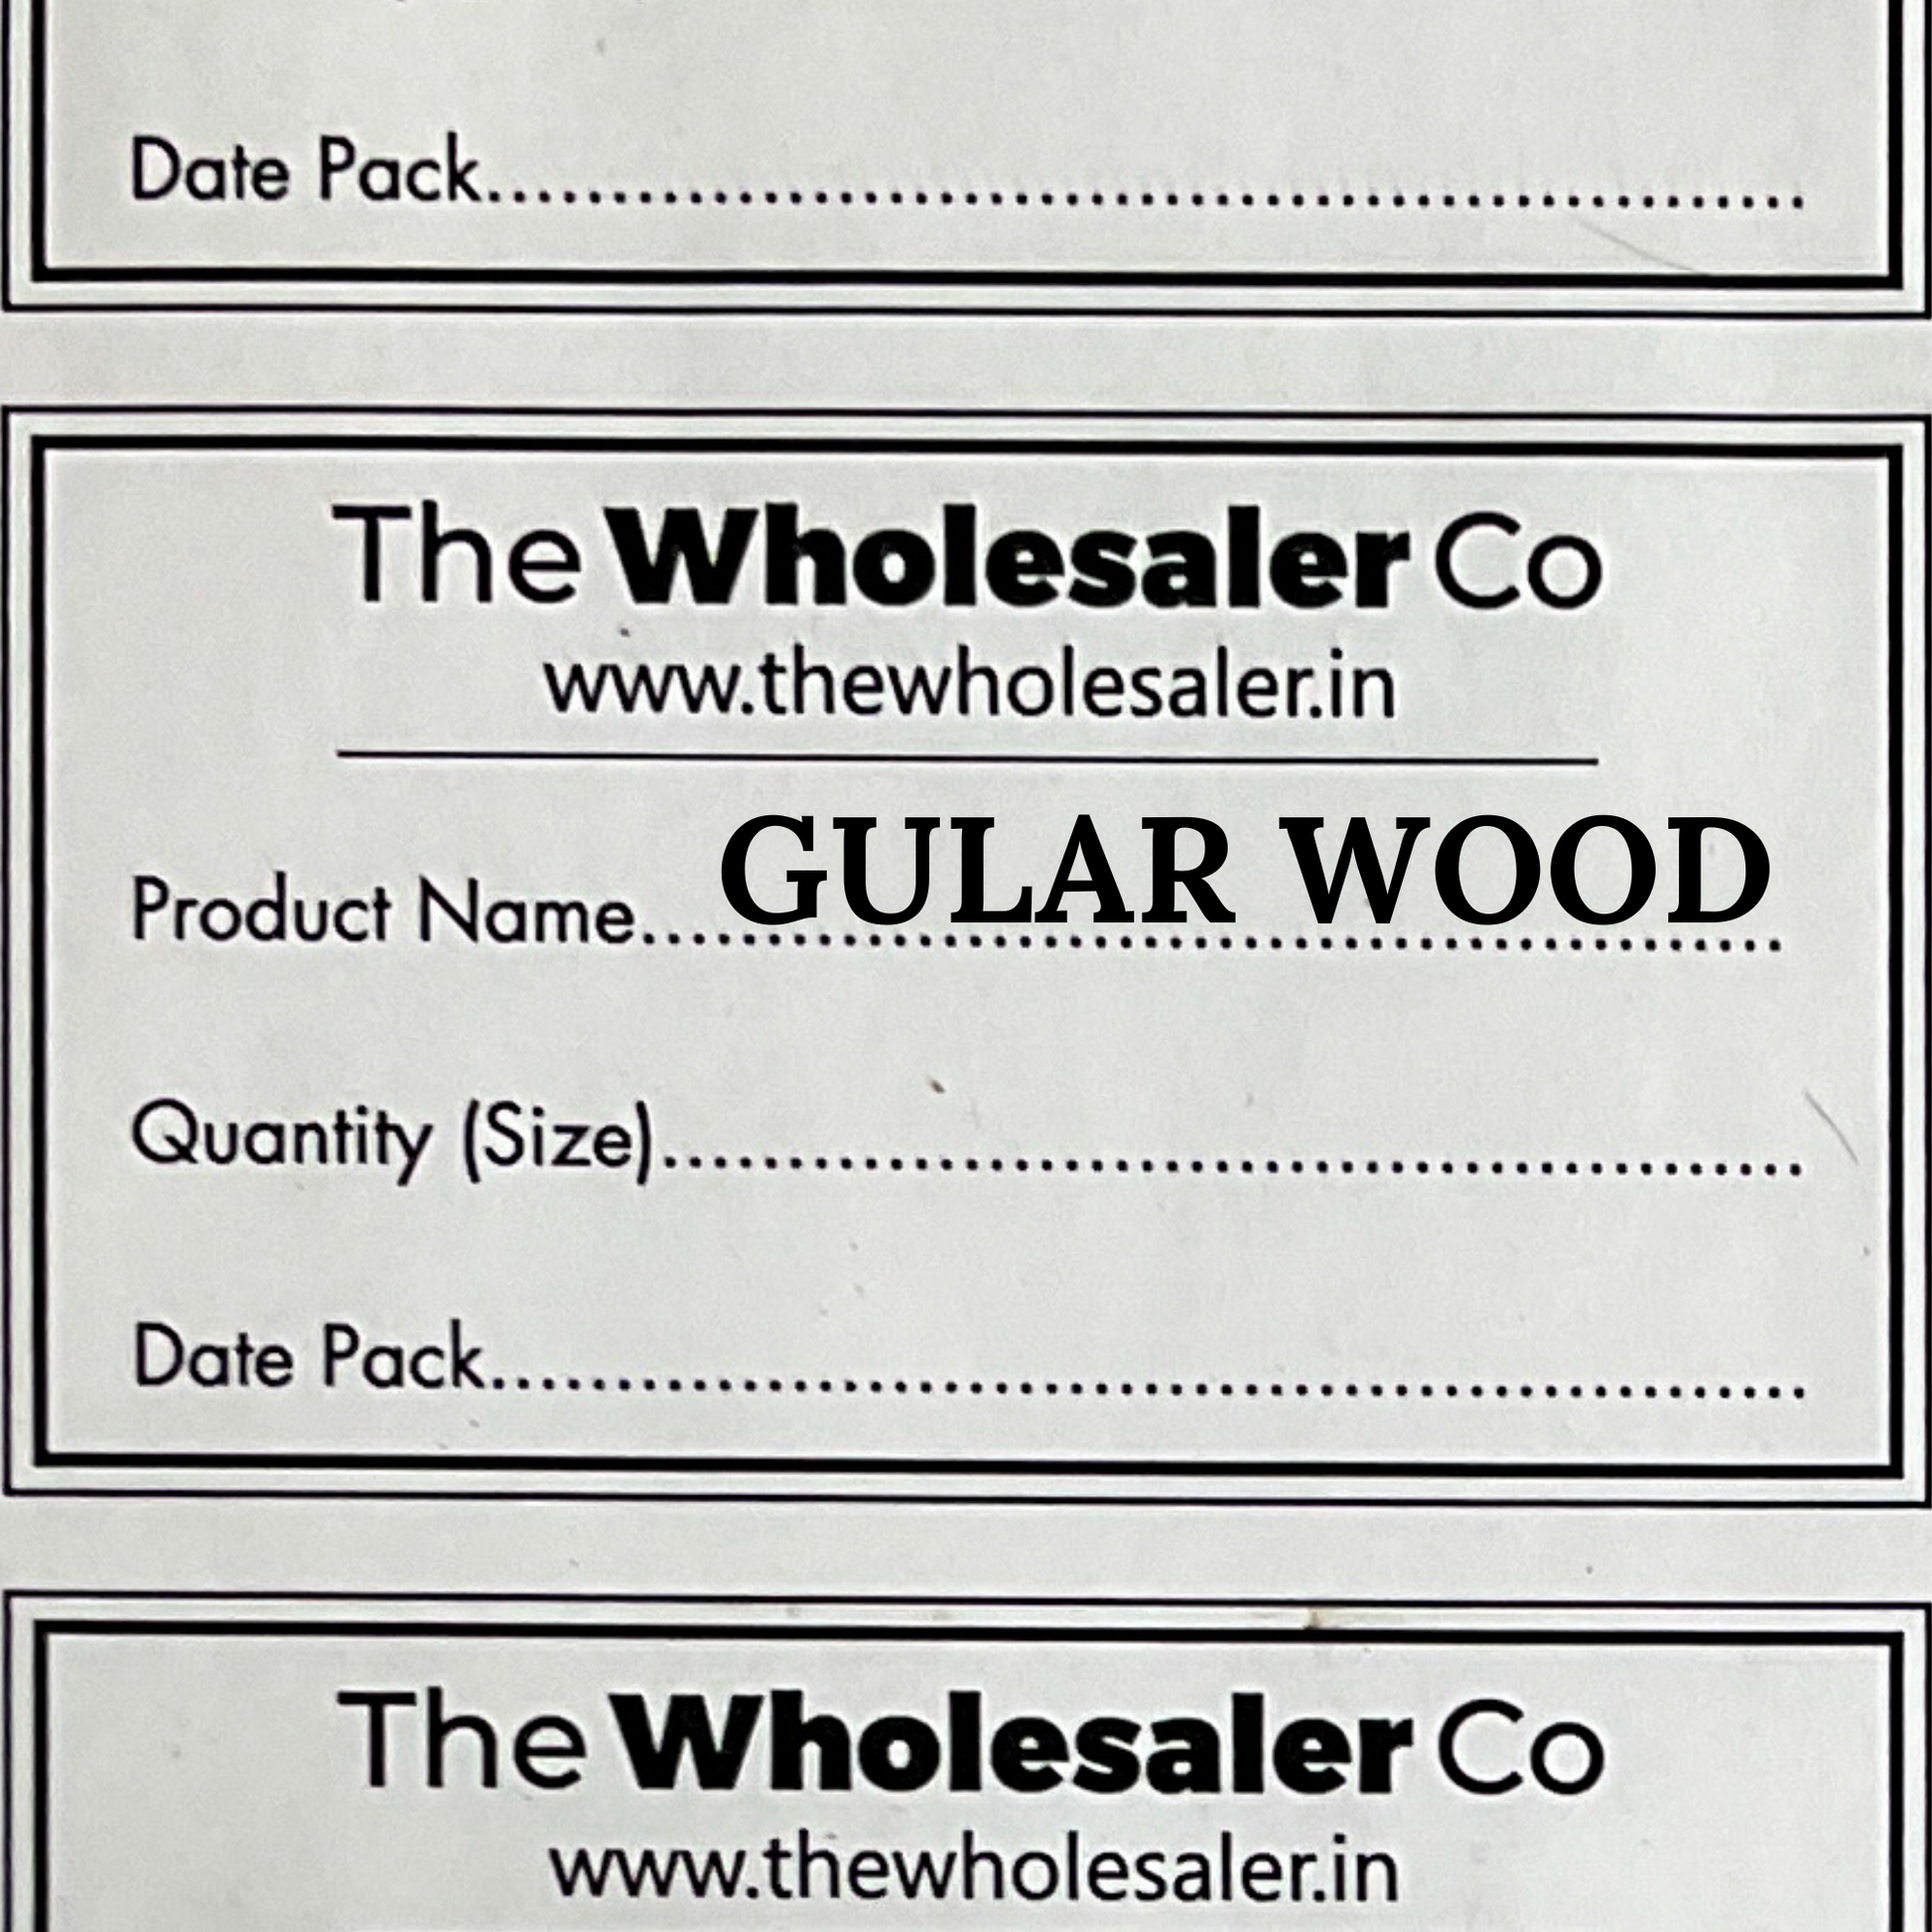 Date Pack..........................................................
The Wholesaler Co
www.thewholesaler.in
Product Name.............................................. GULAR WOOD
Quantity (Size)..............................................
Date Pack.....................................................
The Wholesaler Co
www.thewholesaler.in